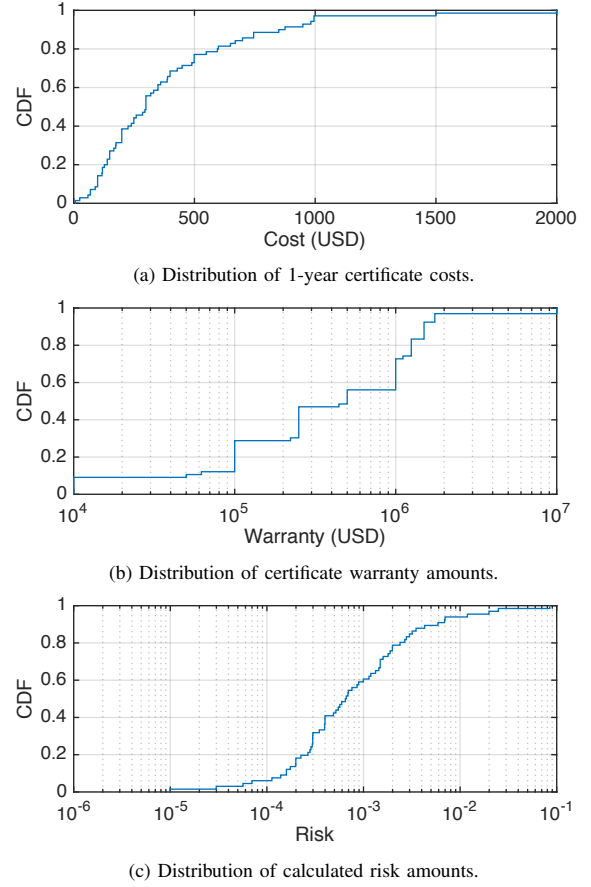 1
0.8
0.6
0.4
0.2
0
CDF
0 500 1000 1500 2000
Cost (USD)
(a) Distribution of 1-year certificate costs.
1
0.8
0.6
0.4
0.2
0
CDF
10^4 10^5 10^6 10^7
Warranty (USD)
(b) Distribution of certificate warranty amounts.
1
0.8
0.6
0.4
0.2
0
CDF
10^-6 10^-5 10^-4 10^-3 10^-2 10^-1
Risk
(c) Distribution of calculated risk amounts.